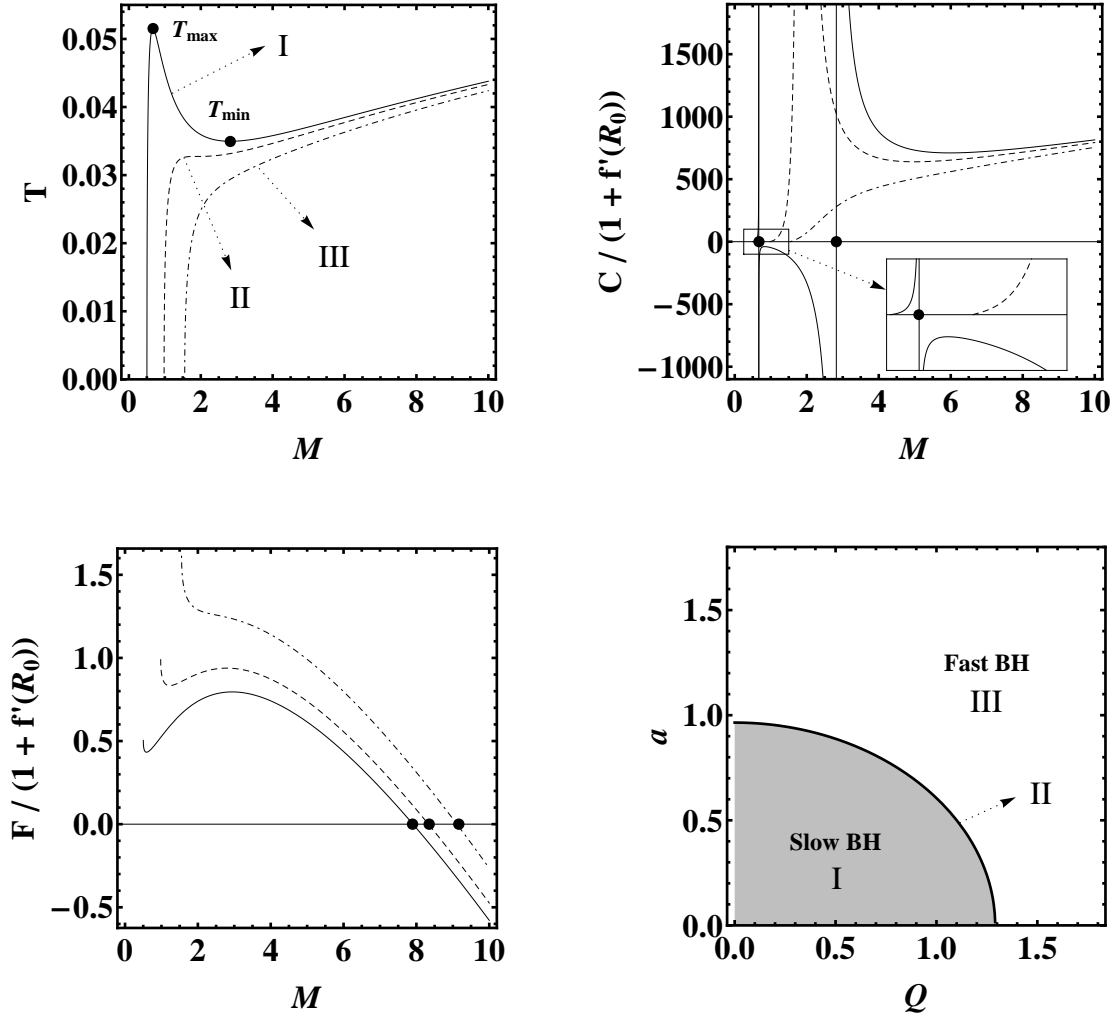 T
0.05
0.04
0.03
0.02
0.01
0.00
T_max
I
T_min
III
II
0 2 4 6 8 10
M
C / (1 + f'(R_0))
1500
1000
500
0
−500
−1000
0 2 4 6 8 10
M
F / (1 + f'(R_0))
1.5
1.0
0.5
0.0
−0.5
0 2 4 6 8 10
M
a
1.5
1.0
0.5
0.0
Fast BH
III
II
Slow BH
I
0.0 0.5 1.0 1.5
Q